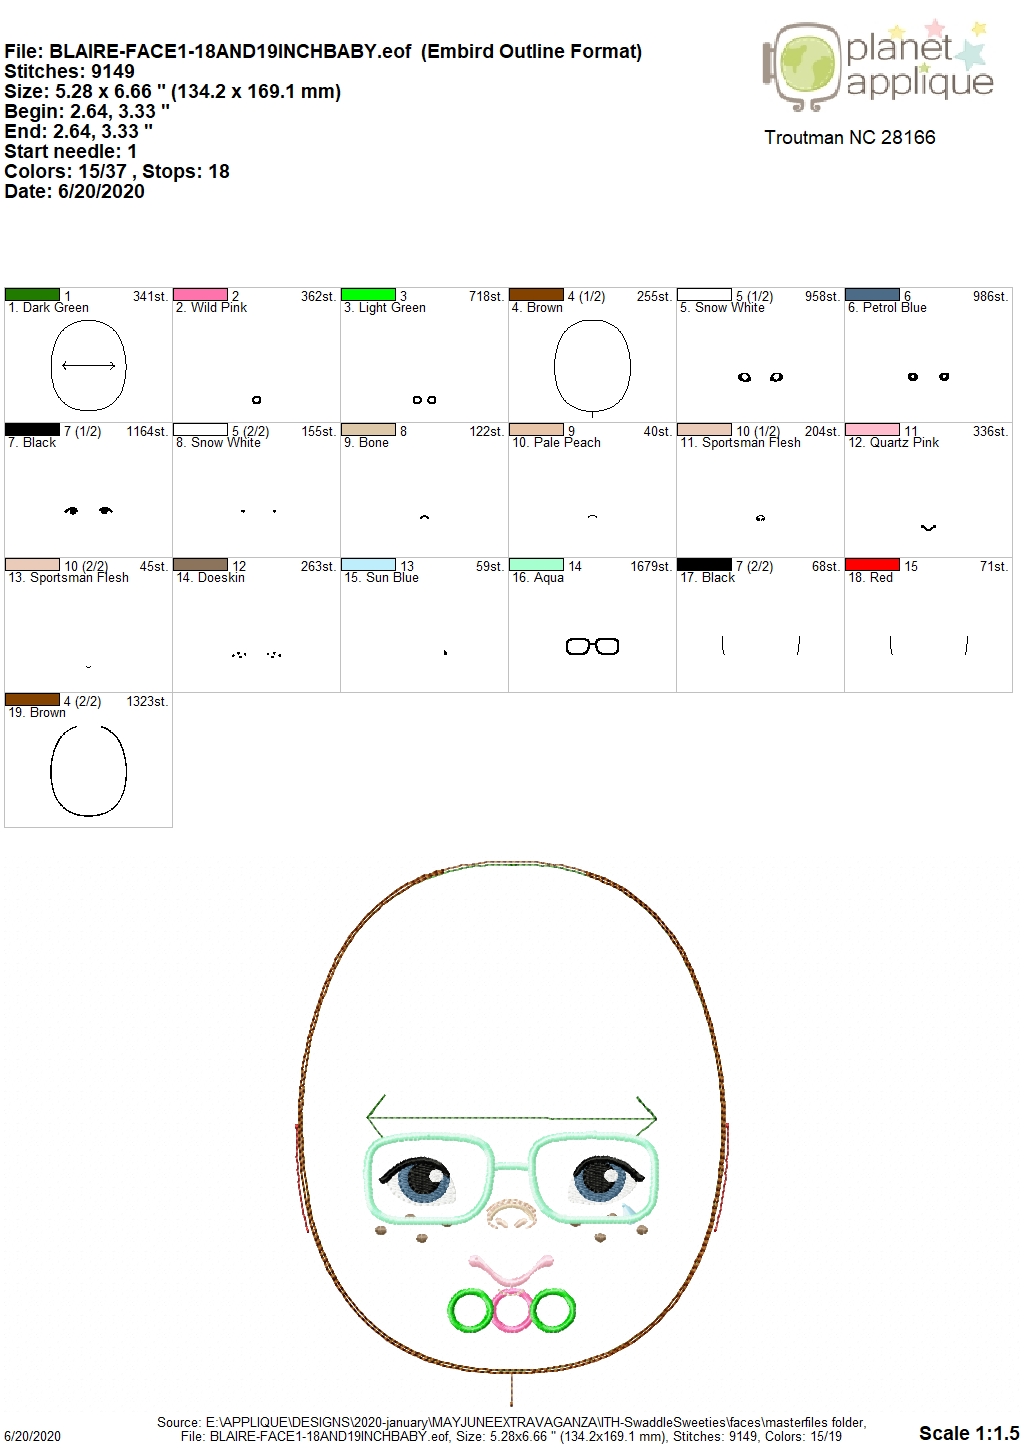 File: BLAIRE-FACE1-18AND19INCHBABY.eof  (Embird Outline Format)
Stitches: 9149
Size: 5.28 x 6.66 " (134.2 x 169.1 mm)
Begin: 2.64, 3.33 "
End: 2.64, 3.33 "
Start needle: 1
Colors: 15/37 , Stops: 18
Date: 6/20/2020
planet
applique
Troutman NC 28166
1 341st.
1. Dark Green
2 362st.
2. Wild Pink
3 718st.
3. Light Green
4 (1/2) 255st.
4. Brown
5 (1/2) 958st.
5. Snow White
6 986st.
6. Petrol Blue
7 (1/2) 1164st.
7. Black
5 (2/2) 155st.
8. Snow White
8 122st.
9. Bone
9 40st.
10. Pale Peach
10 (1/2) 204st.
11. Sportsman Flesh
11 336st.
12. Quartz Pink
10 (2/2) 45st.
13. Sportsman Flesh
12 263st.
14. Doeskin
13 59st.
15. Sun Blue
14 1679st.
16. Aqua
7 (2/2) 68st.
17. Black
15 71st.
18. Red
4 (2/2) 1323st.
19. Brown
Source: E:\APPLIQUE\DESIGNS\2020-january\MAYJUNEEXTRAVAGANZA\ITH-SwaddleSweeties\faces\masterfiles folder,
6/20/2020 File: BLAIRE-FACE1-18AND19INCHBABY.eof, Size: 5.28x6.66 " (134.2x169.1 mm), Stitches: 9149, Colors: 15/19 Scale 1:1.5